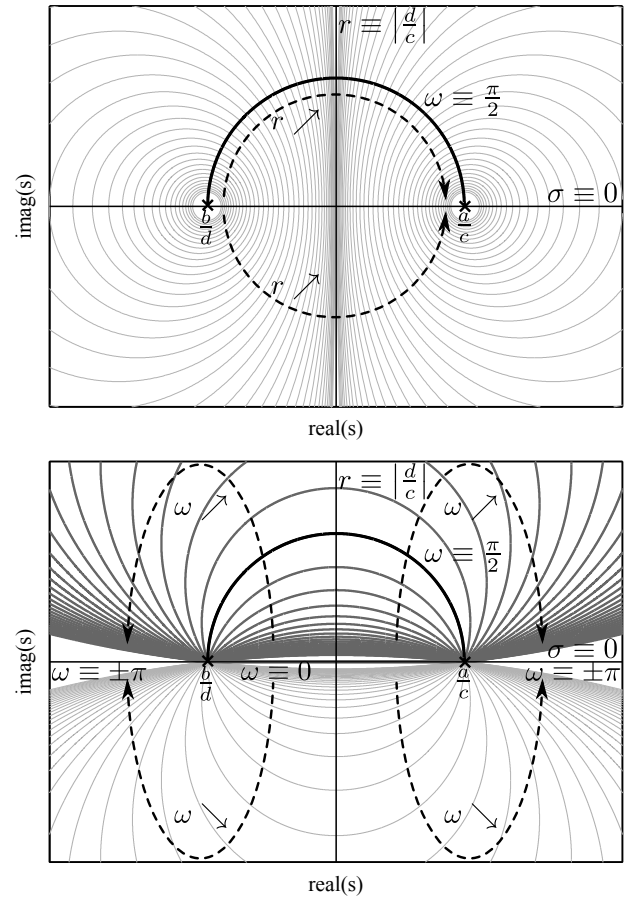 r ≡ |d/c|
ω ≡ π/2
r ↗
σ ≡ 0
b/d
a/c
r ↗
imag(s)
real(s)
r ≡ |d/c|
ω ↗
ω ↗
ω ≡ π/2
σ ≡ 0
ω ≡ ±π
b/d
ω ≡ 0
a/c
ω ≡ ±π
imag(s)
ω ↘
ω ↘
real(s)